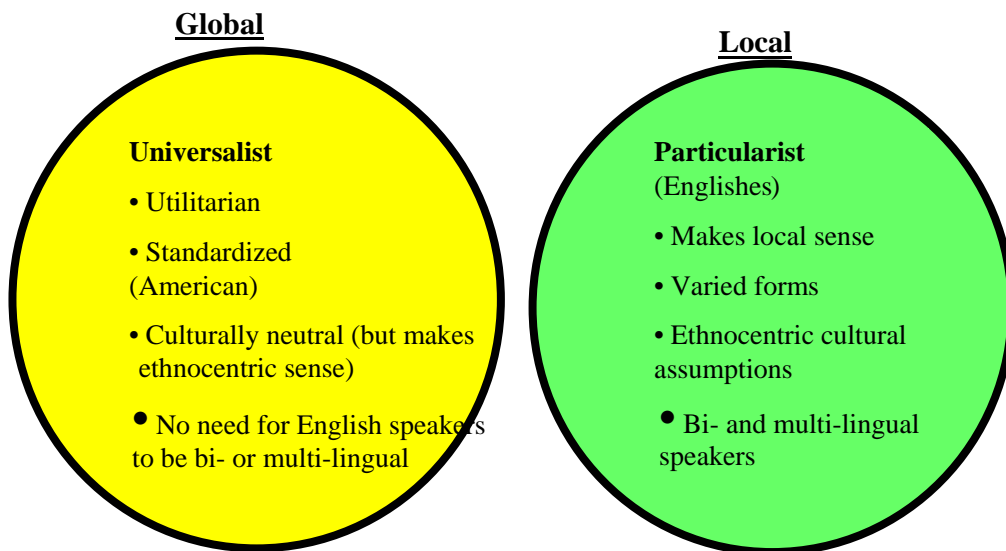 Global
Universalist
• Utilitarian
• Standardized
(American)
• Culturally neutral (but makes
ethnocentric sense)
• No need for English speakers
to be bi- or multi-lingual
Local
Particularist
(Englishes)
• Makes local sense
• Varied forms
• Ethnocentric cultural
assumptions
• Bi- and multi-lingual
speakers